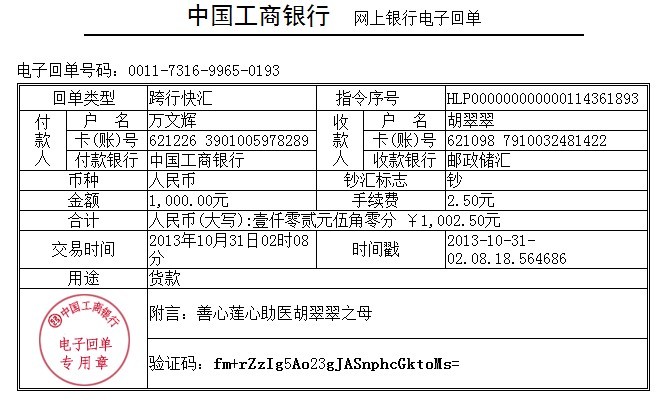 中国工商银行 网上银行电子回单
电子回单号码：0011-7316-9965-0193
回单类型 跨行快汇 指令序号 HLP000000000000114361893
付款人 户 名 万文辉 收款人 户 名 胡翠翠
卡(账)号 621226 3901005978289 卡(账)号 621098 7910032481422
付款银行 中国工商银行 收款银行 邮政储汇
币种 人民币 钞汇标志 钞
金额 1,000.00元 手续费 2.50元
合计 人民币(大写):壹仟零贰元伍角零分 ￥1,002.50元
交易时间 2013年10月31日02时08分 时间戳 2013-10-31-02.08.18.564686
用途 货款
中国工商银行
电子回单
专用章
附言：善心莲心助医胡翠翠之母
验证码：fm+rZzIg5Ao23gJASnphcGktoMs=